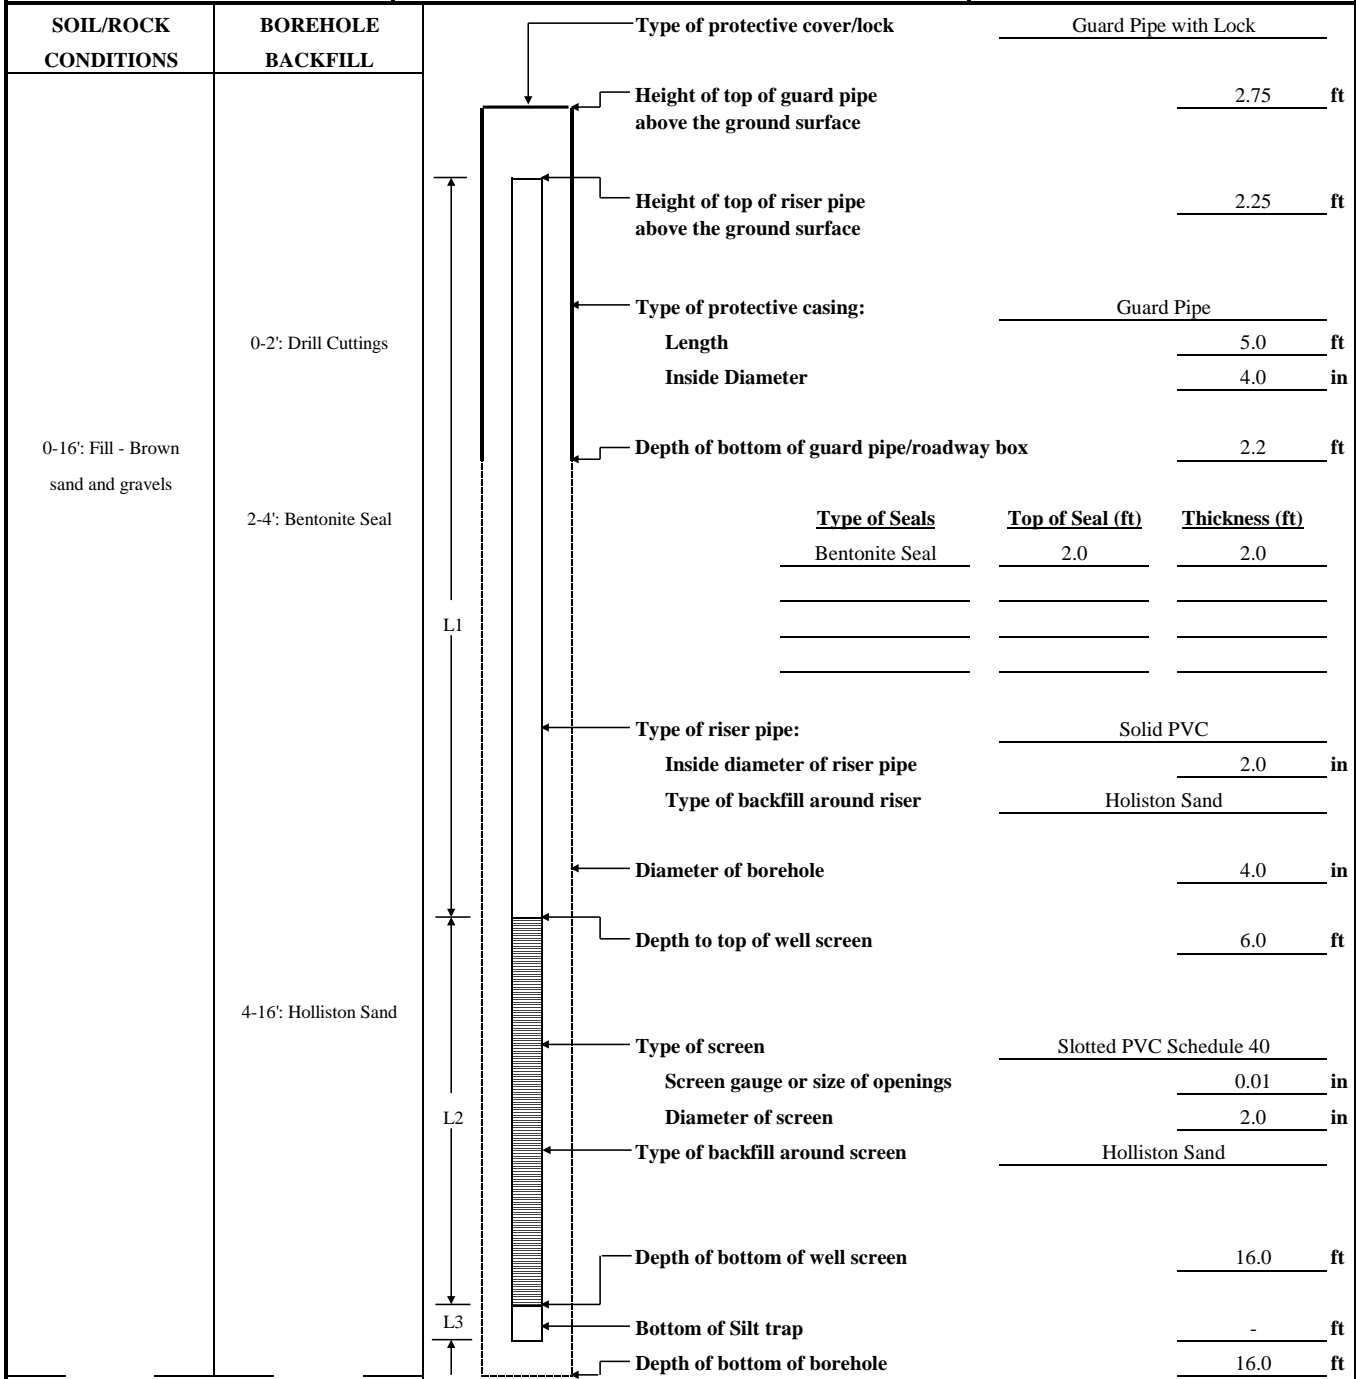 SOIL/ROCK CONDITIONS
BOREHOLE BACKFILL
Type of protective cover/lock Guard Pipe with Lock
Height of top of guard pipe 2.75 ft
above the ground surface
Height of top of riser pipe 2.25 ft
above the ground surface
Type of protective casing: Guard Pipe
0-2': Drill Cuttings
Length 5.0 ft
Inside Diameter 4.0 in
0-16': Fill - Brown
sand and gravels
Depth of bottom of guard pipe/roadway box 2.2 ft
2-4': Bentonite Seal
Type of Seals Top of Seal (ft) Thickness (ft)
Bentonite Seal 2.0 2.0
L1
Type of riser pipe: Solid PVC
Inside diameter of riser pipe 2.0 in
Type of backfill around riser Holiston Sand
Diameter of borehole 4.0 in
Depth to top of well screen 6.0 ft
4-16': Holliston Sand
Type of screen Slotted PVC Schedule 40
Screen gauge or size of openings 0.01 in
L2
Diameter of screen 2.0 in
Type of backfill around screen Holliston Sand
Depth of bottom of well screen 16.0 ft
L3
Bottom of Silt trap - ft
Depth of bottom of borehole 16.0 ft